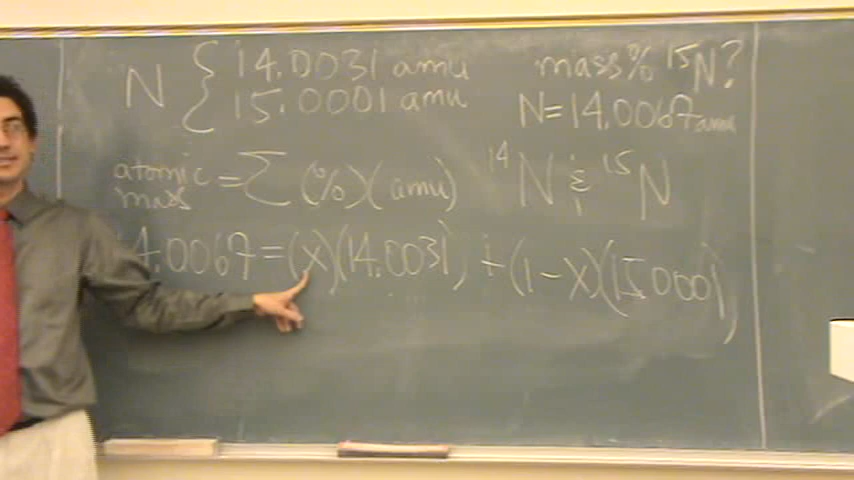 N { 14.0031 amu
15.0001 amu
mass % ¹⁵N?
N=14.0067 amu
atomic mass = Σ (%)(amu)
¹⁴N & ¹⁵N
4.0067 = (x)(14.0031) + (1-x)(15.0001)